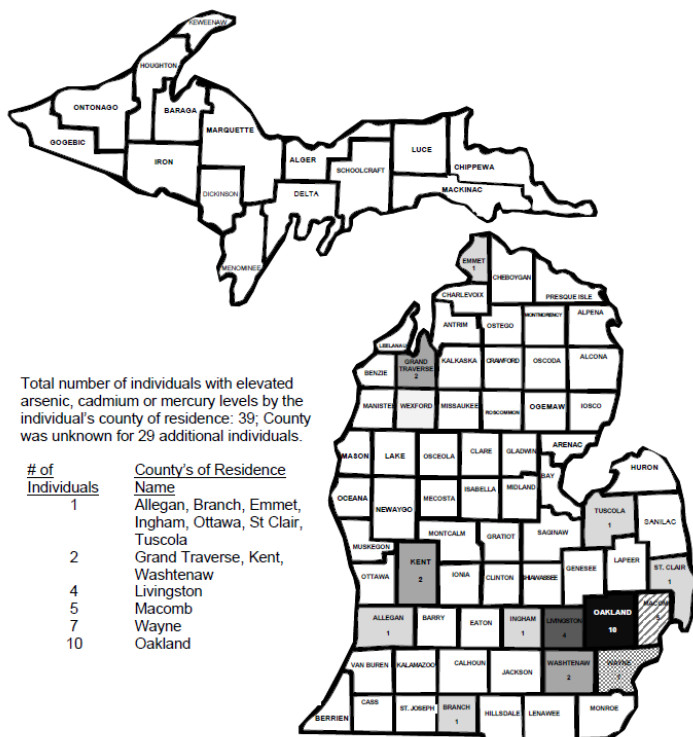 KEWEENAW
HOUGHTON
ONTONAGO
BARAGA
MARQUETTE
GOGEBIC
IRON
ALGER
LUCE
SCHOOLCRAFT
CHIPPEWA
DICKINSON
DELTA
MACKINAC
MENOMINEE
EMMET
1
CHEBOYGAN
CHARLEVOIX
PRESQUE ISLE
ANTRIM
OSTEGO
MONTMORENCY
ALPENA
LEELANAU
GRAND
TRAVERSE
2
BENZIE
KALKASKA
CRAWFORD
OSCODA
ALCONA
MANISTEE
WEXFORD
MISSAUKEE
ROSCOMMON
OGEMAW
IOSCO
Total number of individuals with elevated
arsenic, cadmium or mercury levels by the
individual's county of residence: 39; County
was unknown for 29 additional individuals.
# of County's of Residence
Individuals Name
1 Allegan, Branch, Emmet,
Ingham, Ottawa, St Clair,
Tuscola
2 Grand Traverse, Kent,
Washtenaw
4 Livingston
5 Macomb
7 Wayne
10 Oakland
MASON
LAKE
OSCEOLA
CLARE
GLADWIN
ARENAC
HURON
OCEANA
NEWAYGO
MECOSTA
ISABELLA
MIDLAND
BAY
TUSCOLA
1
SANILAC
MUSKEGON
MONTCALM
GRATIOT
SAGINAW
KENT
2
OTTAWA
IONIA
CLINTON
SHIAWASSEE
GENESEE
LAPEER
ST. CLAIR
1
ALLEGAN
1
BARRY
EATON
INGHAM
1
LIVINGSTON
4
OAKLAND
10
MACOMB
5
VAN BUREN
KALAMAZOO
CALHOUN
JACKSON
WASHTENAW
2
WAYNE
7
BERRIEN
CASS
ST. JOSEPH
BRANCH
1
HILLSDALE
LENAWEE
MONROE